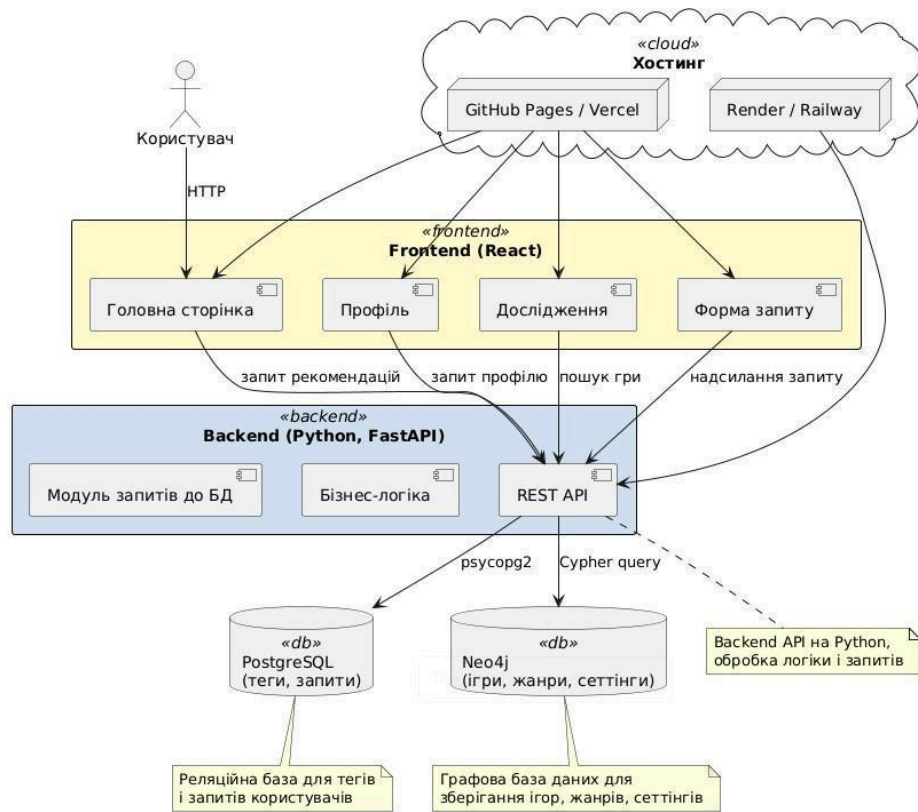 «cloud»
Хостинг
GitHub Pages / Vercel
Render / Railway
Користувач
HTTP
«frontend»
Frontend (React)
Головна сторінка
Профіль
Дослідження
Форма запиту
запит рекомендацій
запит профілю
пошук гри
надсилання запиту
«backend»
Backend (Python, FastAPI)
Модуль запитів до БД
Бізнес-логіка
REST API
psycopg2
Cypher query
«db»
PostgreSQL
(теги, запити)
«db»
Neo4j
(ігри, жанри, сеттінги)
Backend API на Python,
обробка логіки і запитів
Реляційна база для тегів
і запитів користувачів
Графова база даних для
зберігання ігор, жанрів, сеттінгів